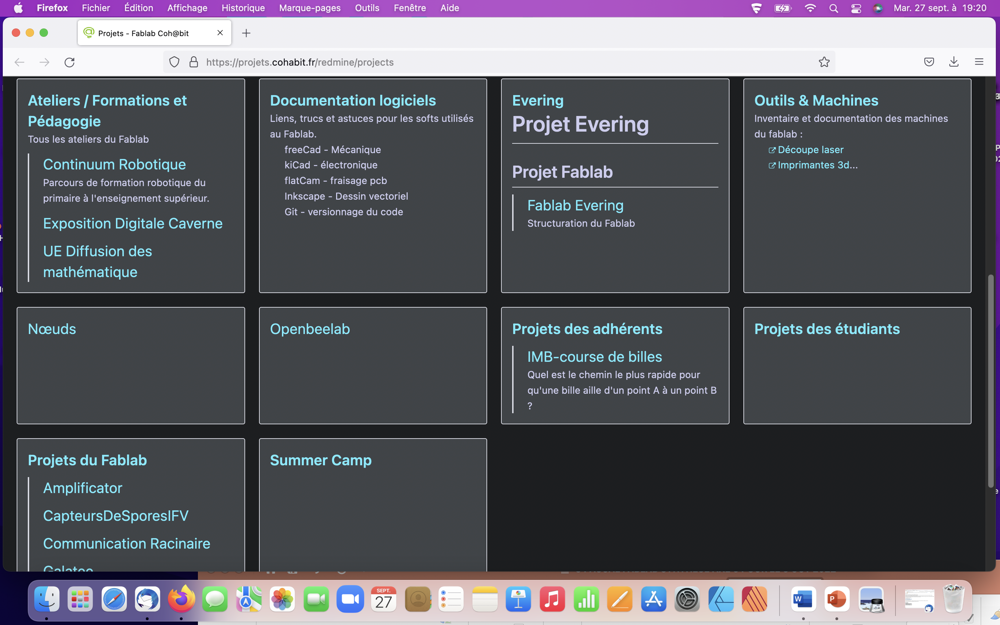 Firefox Fichier Édition Affichage Historique Marque-pages Outils Fenêtre Aide Mar. 27 sept. à 19:20
Projets - Fablab Coh@bit
https://projets.cohabit.fr/redmine/projects
Ateliers / Formations et
Pédagogie
Tous les ateliers du Fablab
Continuum Robotique
Parcours de formation robotique du
primaire à l'enseignement supérieur.
Exposition Digitale Caverne
UE Diffusion des
mathématique
Documentation logiciels
Liens, trucs et astuces pour les softs utilisés
au Fablab.
freeCad - Mécanique
kiCad - électronique
flatCam - fraisage pcb
Inkscape - Dessin vectoriel
Git - versionnage du code
Evering
Projet Evering
Projet Fablab
Fablab Evering
Structuration du Fablab
Outils & Machines
Inventaire et documentation des machines
du fablab :
Découpe laser
Imprimantes 3d...
Nœuds
Openbeelab
Projets des adhérents
IMB-course de billes
Quel est le chemin le plus rapide pour
qu'une bille aille d'un point A à un point B
?
Projets des étudiants
Projets du Fablab
Amplificator
CapteursDeSporesIFV
Communication Racinaire
Galatee
Summer Camp
SEPT.
27
W
P